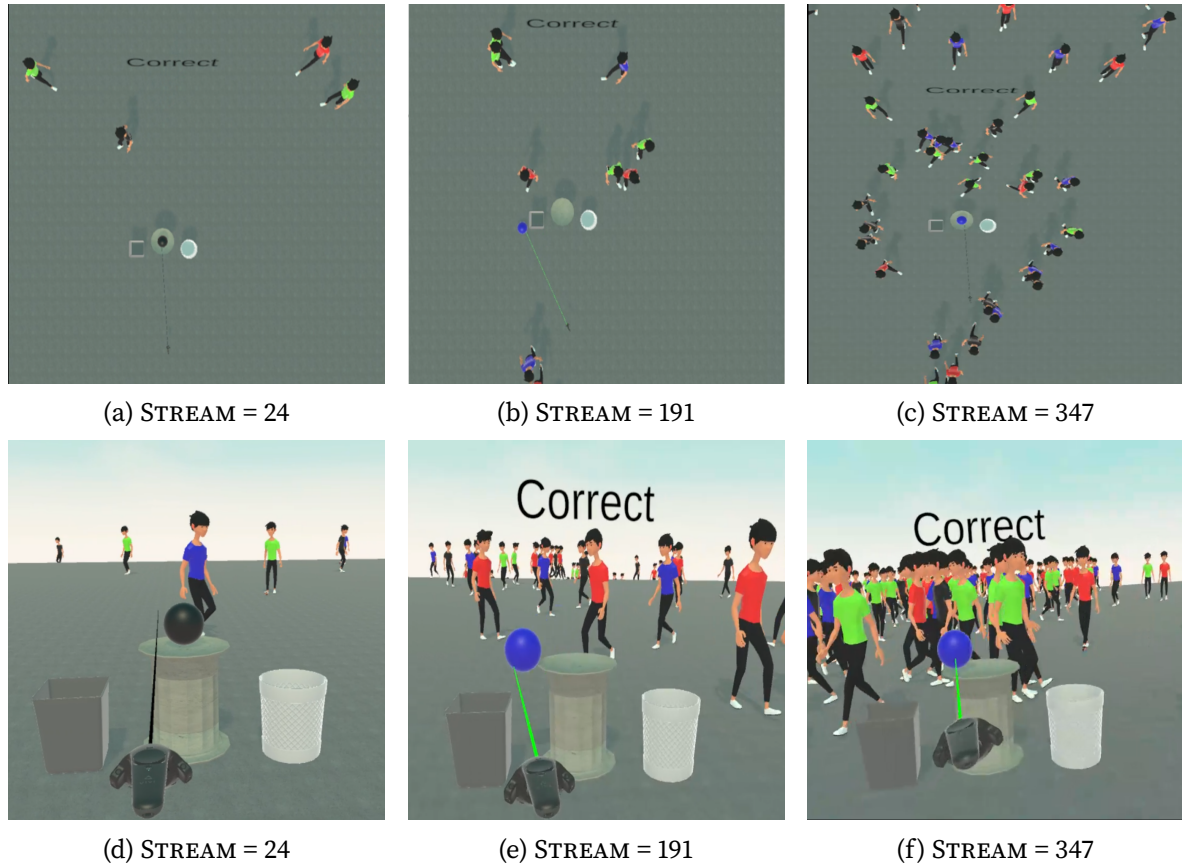 Correct
Correct
Correct
(a) STREAM = 24
(b) STREAM = 191
(c) STREAM = 347
Correct
Correct
(d) STREAM = 24
(e) STREAM = 191
(f) STREAM = 347